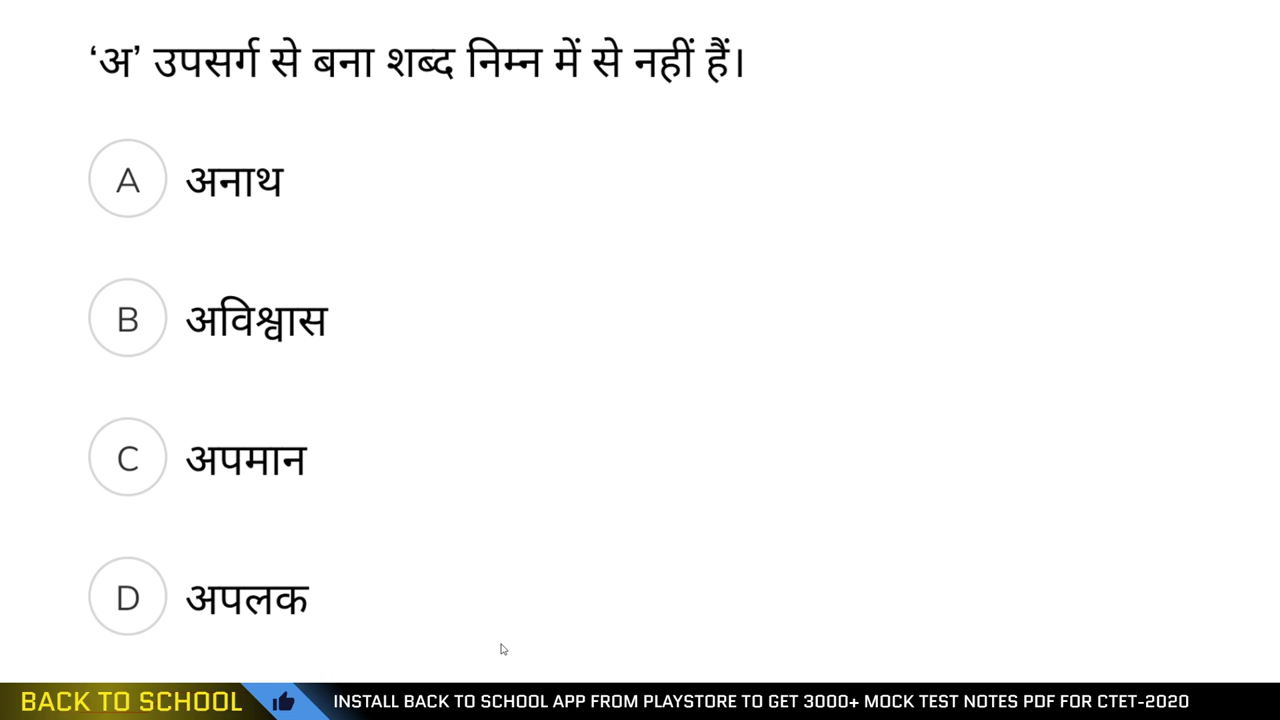 ‘अ’ उपसर्ग से बना शब्द निम्न में से नहीं हैं।
A अनाथ
B अविश्वास
C अपमान
D अपलक
BACK TO SCHOOL INSTALL BACK TO SCHOOL APP FROM PLAYSTORE TO GET 3000+ MOCK TEST NOTES PDF FOR CTET-2020